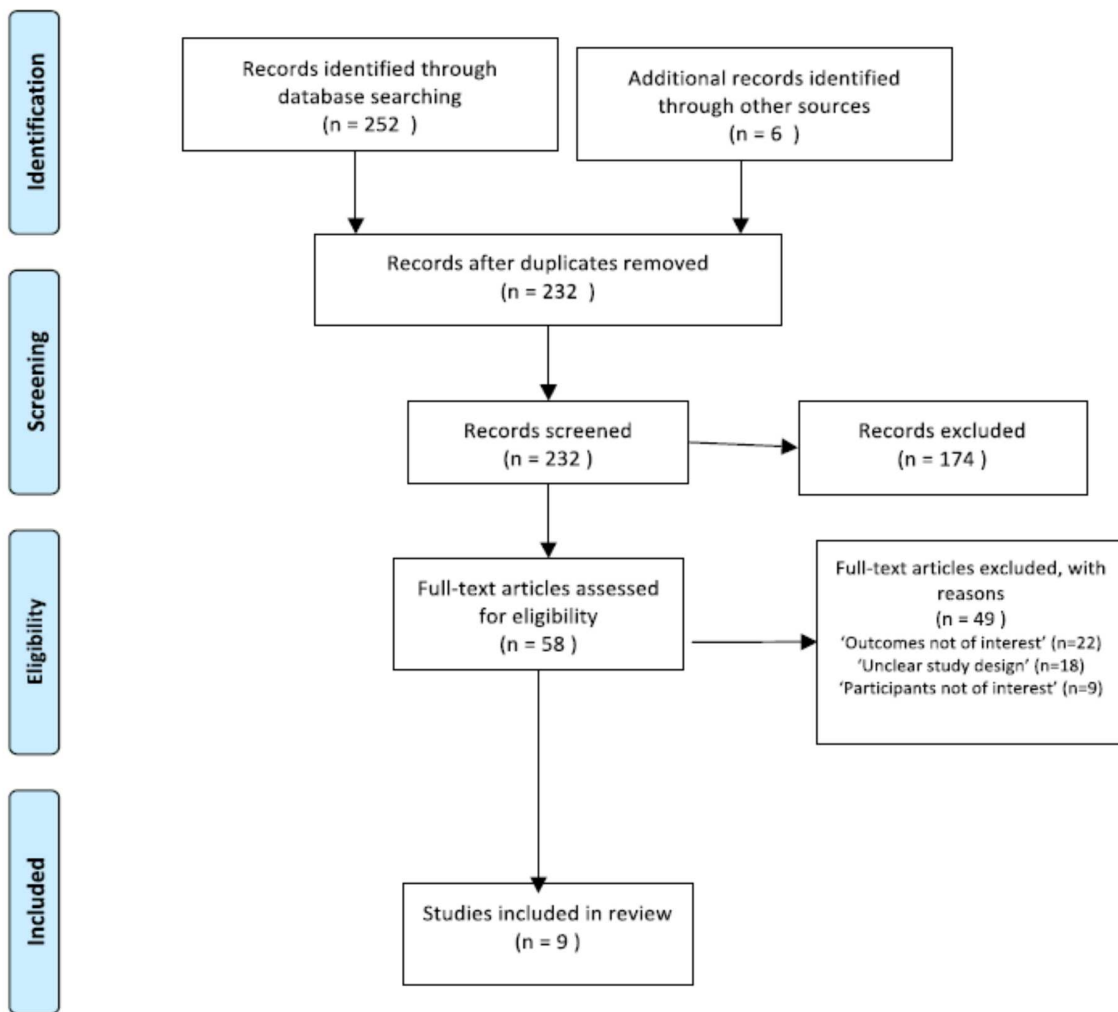 Identification
Records identified through
database searching
(n = 252  )
Additional records identified
through other sources
(n = 6  )
Records after duplicates removed
(n = 232  )
Screening
Records screened
(n = 232 )
Records excluded
(n = 174 )
Eligibility
Full-text articles assessed
for eligibility
(n = 58 )
Full-text articles excluded, with
reasons
(n = 49 )
‘Outcomes not of interest’ (n=22)
‘Unclear study design’ (n=18)
‘Participants not of interest’ (n=9)
Included
Studies included in review
(n = 9 )